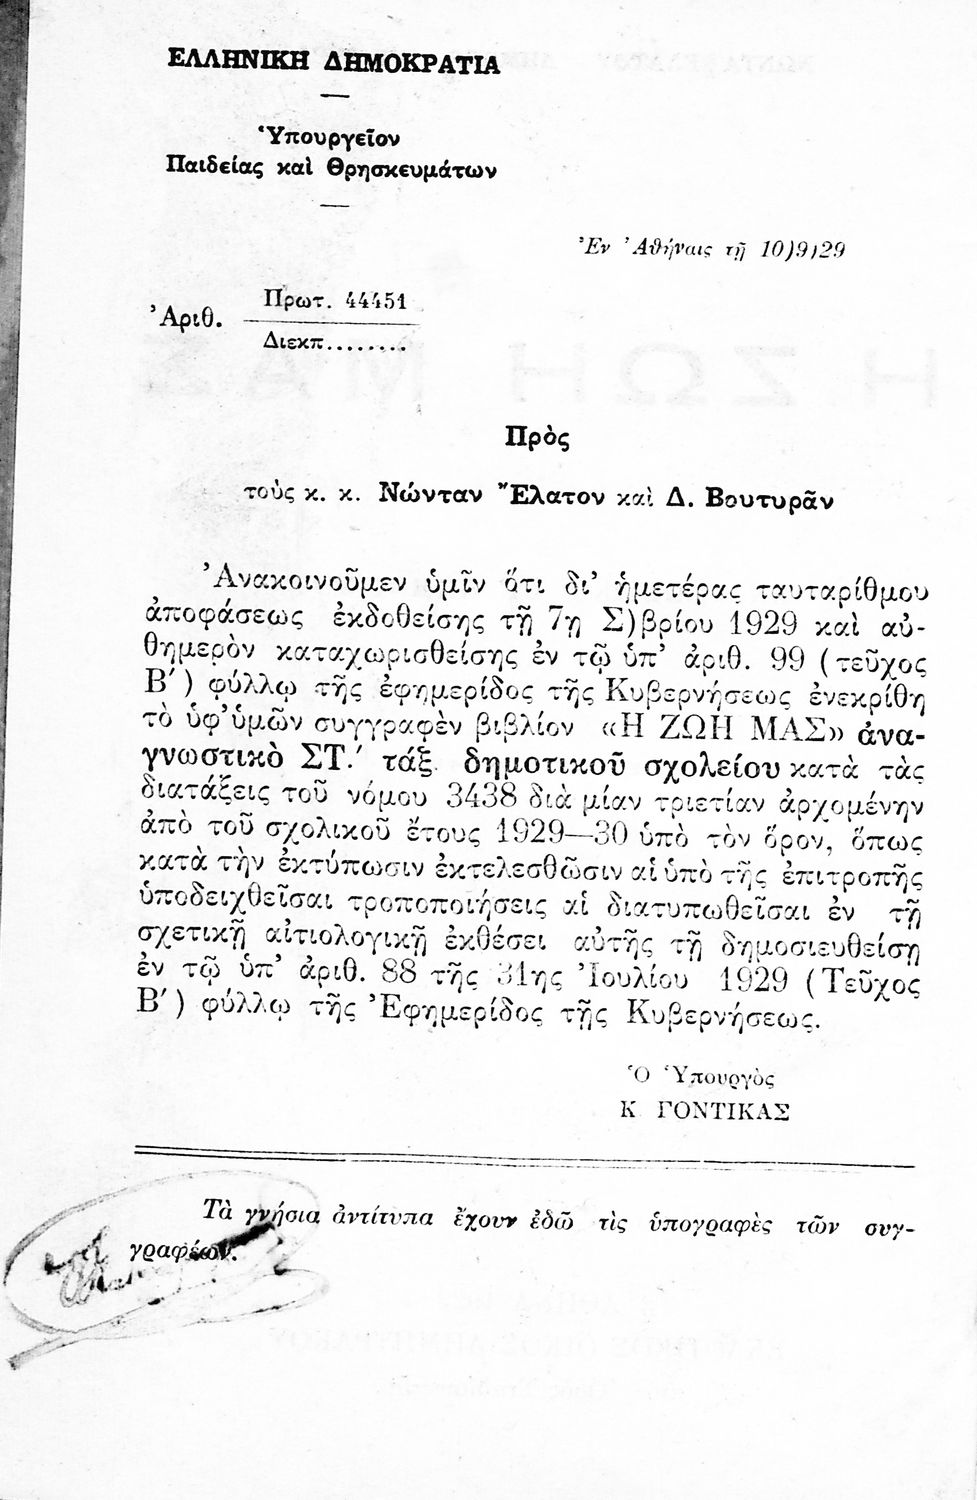 ΕΛΛΗΝΙΚΗ ΔΗΜΟΚΡΑΤΙΑ
Ὑπουργεῖον
Παιδείας καὶ Θρησκευμάτων
Ἐν Ἀθήναις τῇ 10)9)29
Ἀριθ.
Πρωτ. 44451
Διεκπ........
Πρὸς
τοὺς κ. κ. Νώνταν Ἔλατον καὶ Δ. Βουτυρᾶν
Ἀνακοινοῦμεν ὑμῖν ὅτι δι’ ἡμετέρας ταυταρίθμου
ἀποφάσεως ἐκδοθείσης τῇ 7ῃ Σ)βρίου 1929 καὶ αὐ-
θημερὸν καταχωρισθείσης ἐν τῷ ὑπ’ ἀριθ. 99 (τεῦχος
Β′) φύλλῳ τῆς ἐφημερίδος τῆς Κυβερνήσεως ἐνεκρίθη
τὸ ὑφ’ὑμῶν συγγραφὲν βιβλίον «Η ΖΩΗ ΜΑΣ» ἀνα-
γνωστικὸ ΣΤ.′ τάξ. δημοτικοῦ σχολείου κατὰ τὰς
διατάξεις τοῦ νόμου 3438 διὰ μίαν τριετίαν ἀρχομένην
ἀπὸ τοῦ σχολικοῦ ἔτους 1929—30 ὑπὸ τὸν ὅρον, ὅπως
κατὰ τὴν ἐκτύπωσιν ἐκτελεσθῶσιν αἱ ὑπὸ τῆς ἐπιτροπῆς
ὑποδειχθεῖσαι τροποποιήσεις αἱ διατυπωθεῖσαι ἐν τῇ
σχετικῇ αἰτιολογικῇ ἐκθέσει αὐτῆς τῇ δημοσιευθείσῃ
ἐν τῷ ὑπ’ ἀριθ. 88 τῆς 31ης Ἰουλίου 1929 (Τεῦχος
Β′) φύλλῳ τῆς Ἐφημερίδος τῆς Κυβερνήσεως.
Ὁ Ὑπουργὸς
Κ ΓΟΝΤΙΚΑΣ
Τὰ γνήσια ἀντίτυπα ἔχουν ἐδῶ τὶς ὑπογραφὲς τῶν συγ-
γραφέων.